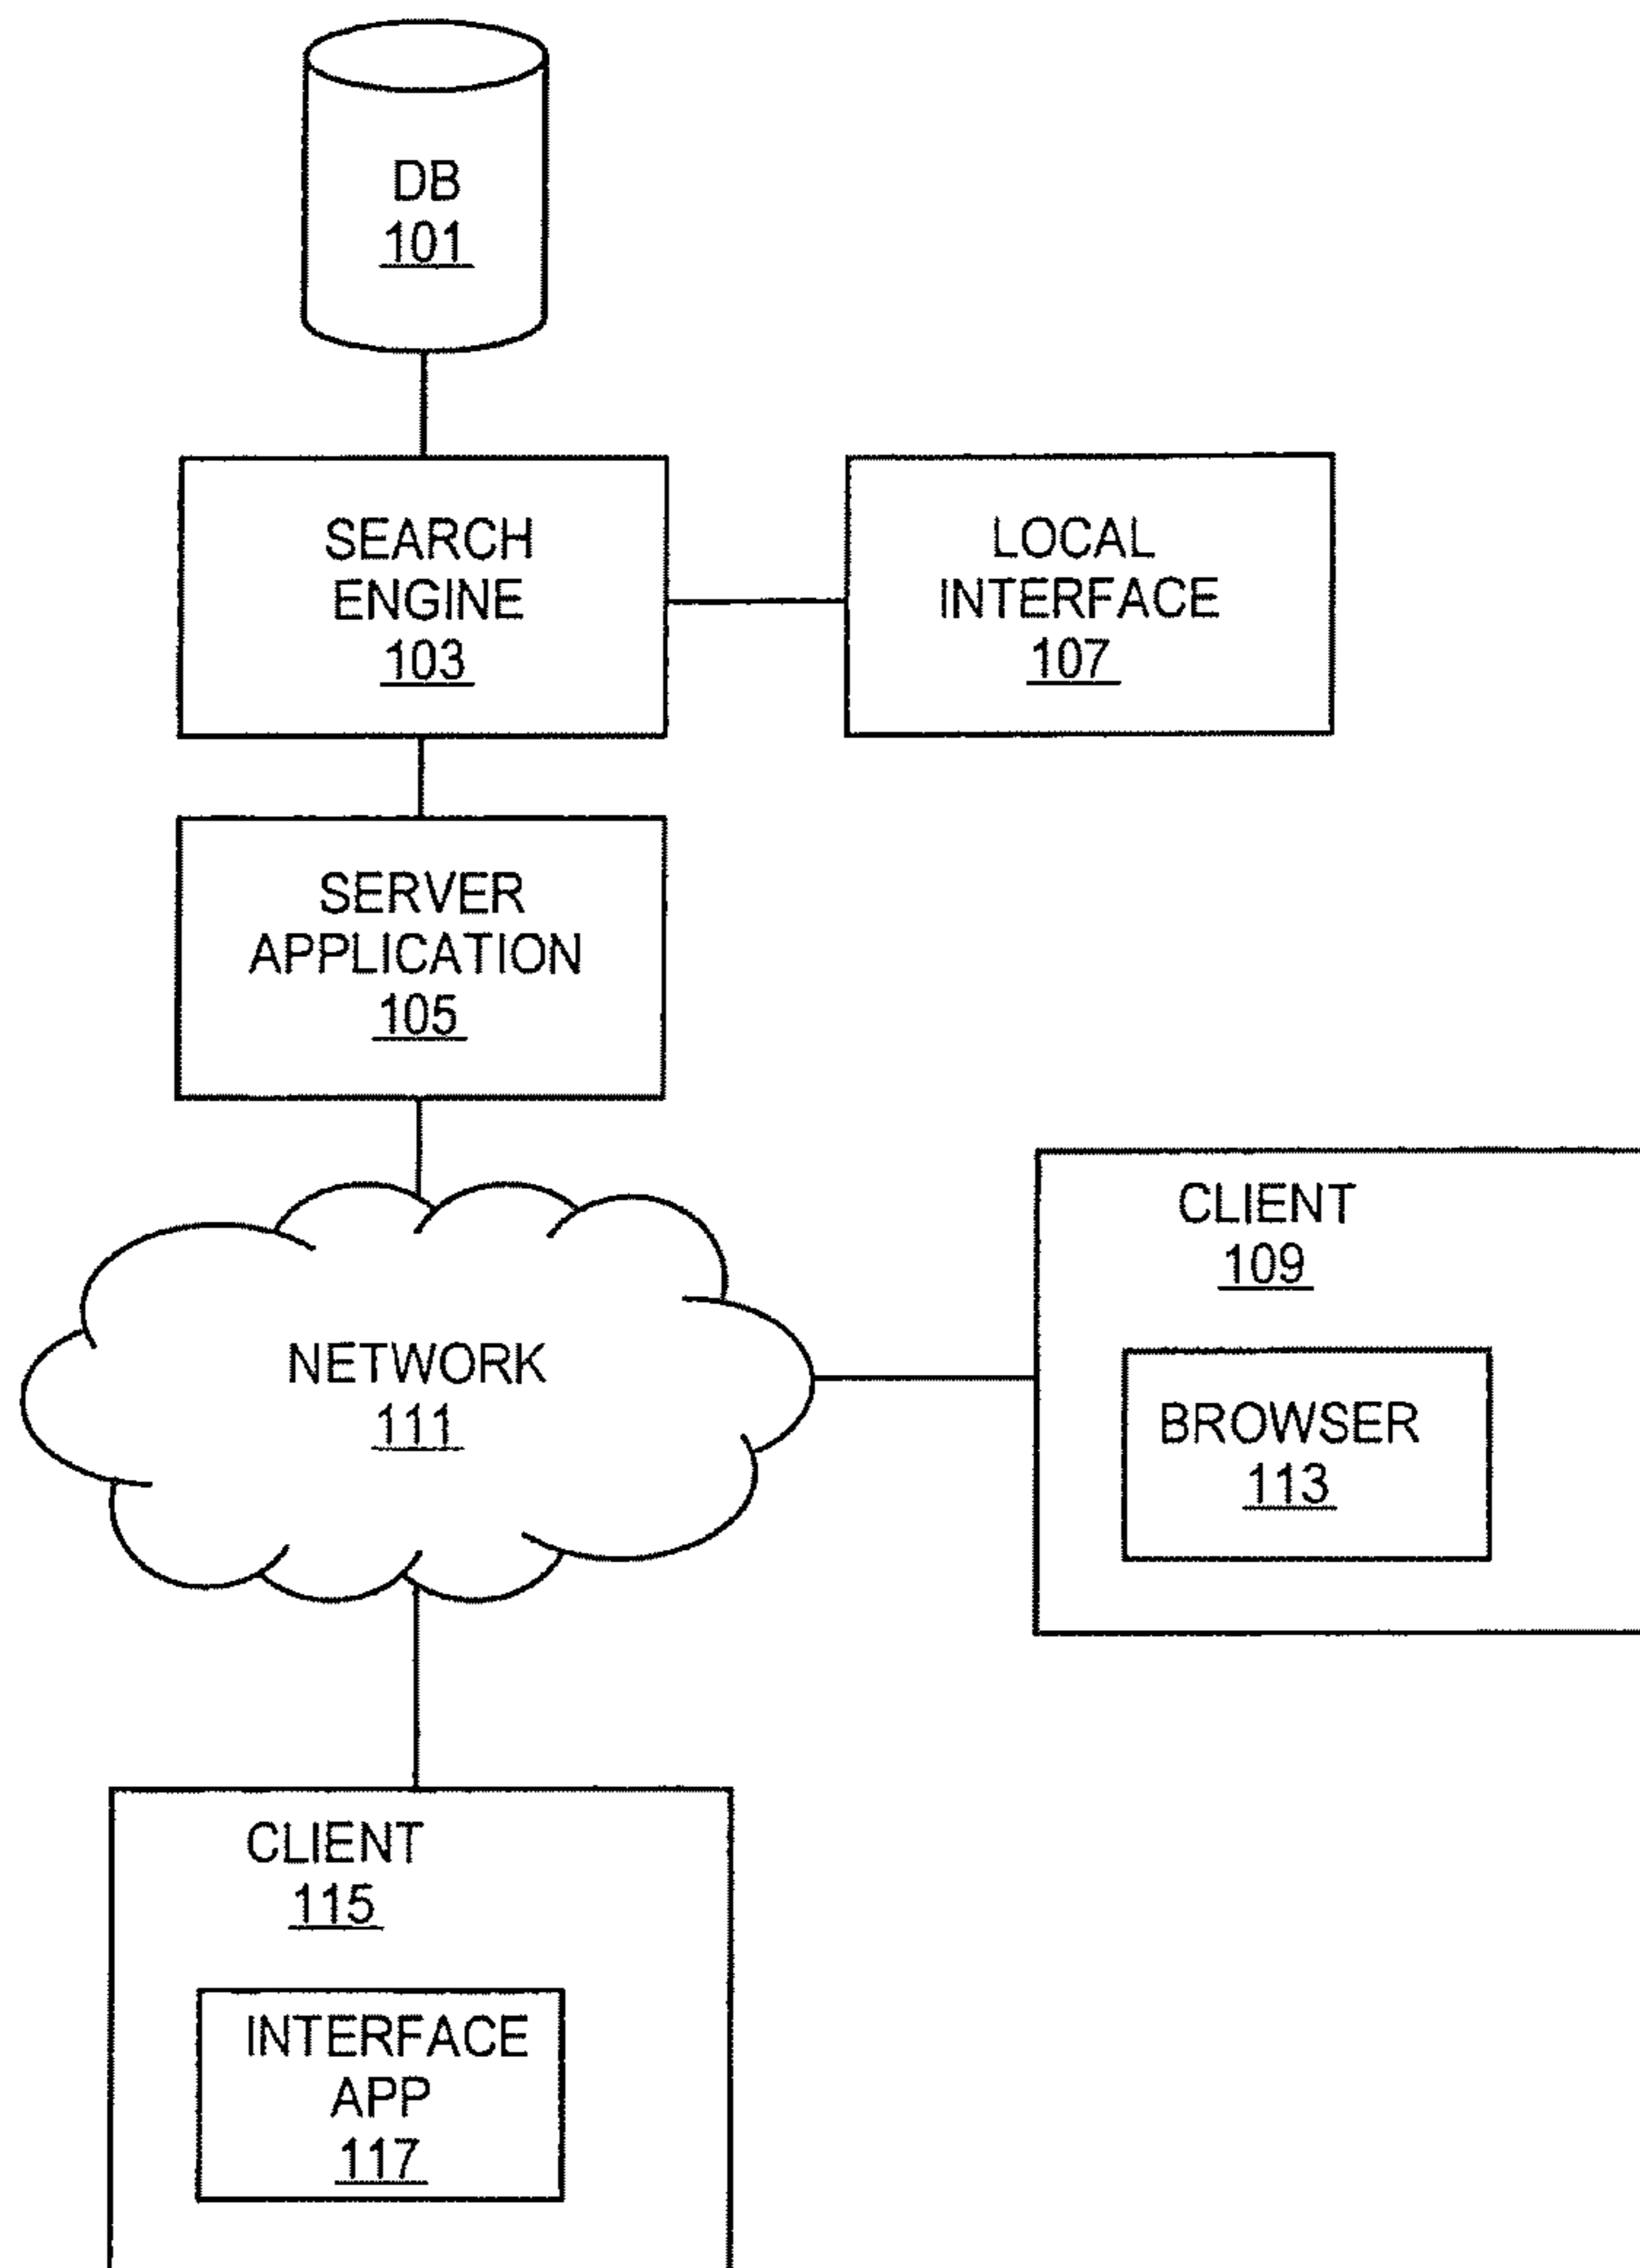 DB
101
SEARCH
ENGINE
103
LOCAL
INTERFACE
107
SERVER
APPLICATION
105
NETWORK
111
CLIENT
109
BROWSER
113
CLIENT
115
INTERFACE
APP
117